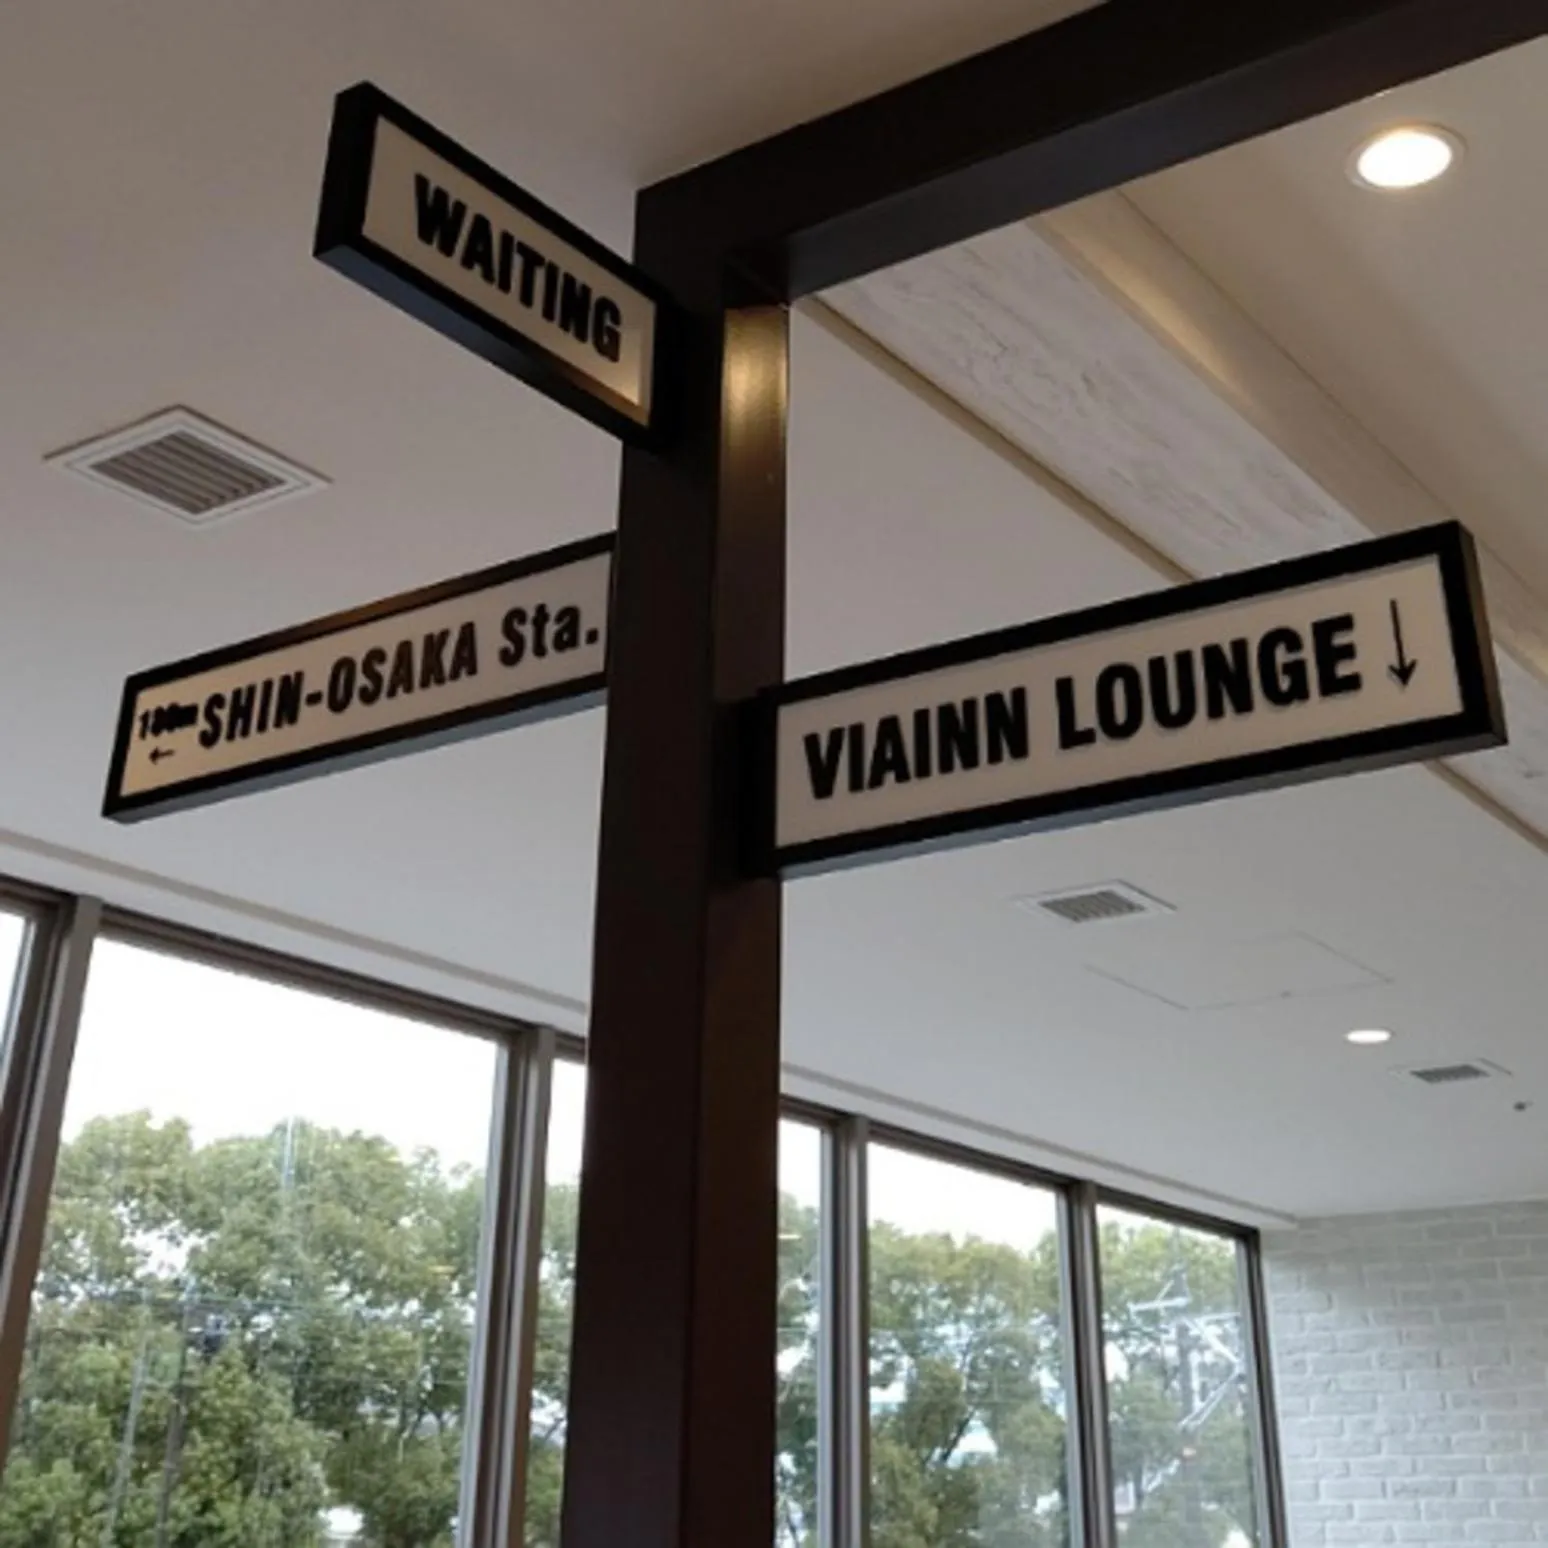 WAITING
SHIN-OSAKA Sta.
←
VIAINN LOUNGE ↓